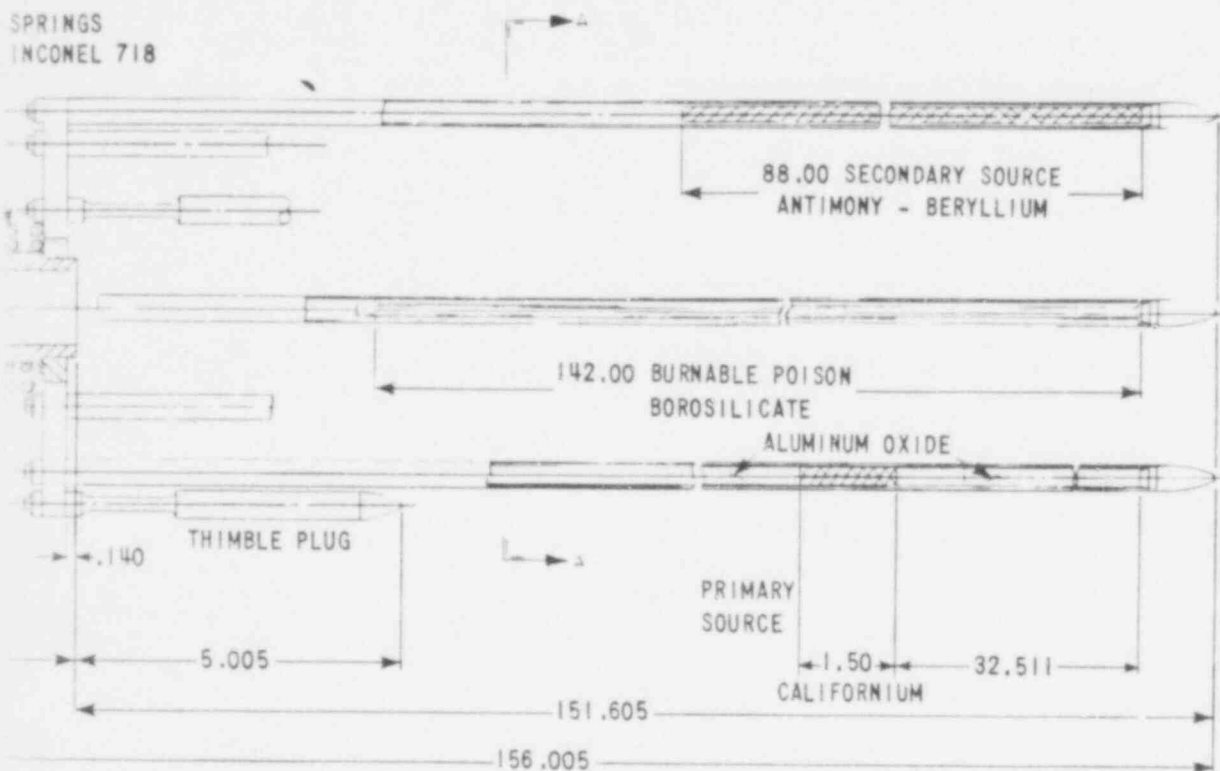 SPRINGS
INCONEL 718
88.00 SECONDARY SOURCE
ANTIMONY - BERYLLIUM
142.00 BURNABLE POISON
BOROSILICATE
ALUMINUM OXIDE
THIMBLE PLUG
.140
PRIMARY
SOURCE
5.005
1.50
32.511
CALIFORNIUM
151.605
156.005